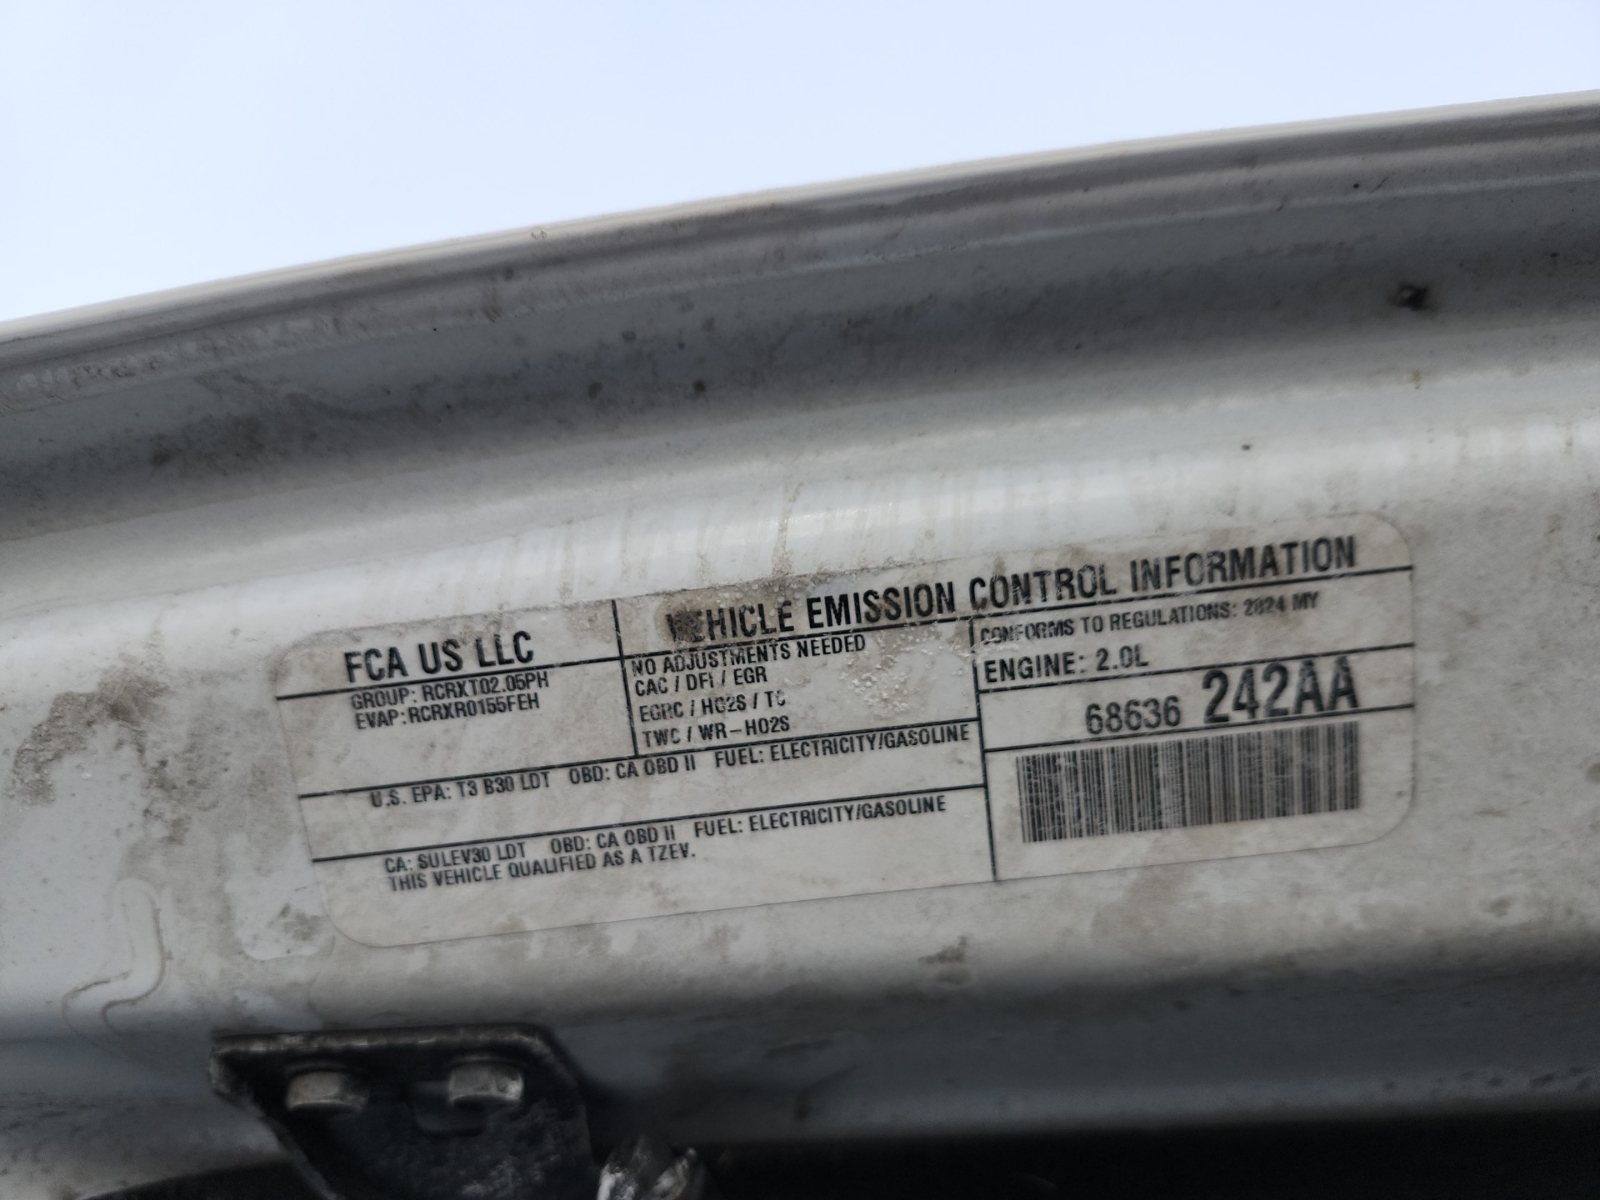 FCA US LLC
GROUP: RCRXT02.05PH
EVAP: RCRXR0155FEH
VEHICLE EMISSION CONTROL INFORMATION
NO ADJUSTMENTS NEEDED
CAC / DFI / EGR
EGRC / HO2S / TC
TWC / WR-HO2S
CONFORMS TO REGULATIONS: 2024 MY
ENGINE: 2.0L
68636 242AA
U.S. EPA: T3 B30 LDT OBD: CA OBD II FUEL: ELECTRICITY/GASOLINE
CA: SULEV30 LDT OBD: CA OBD II FUEL: ELECTRICITY/GASOLINE
THIS VEHICLE QUALIFIED AS A TZEV.